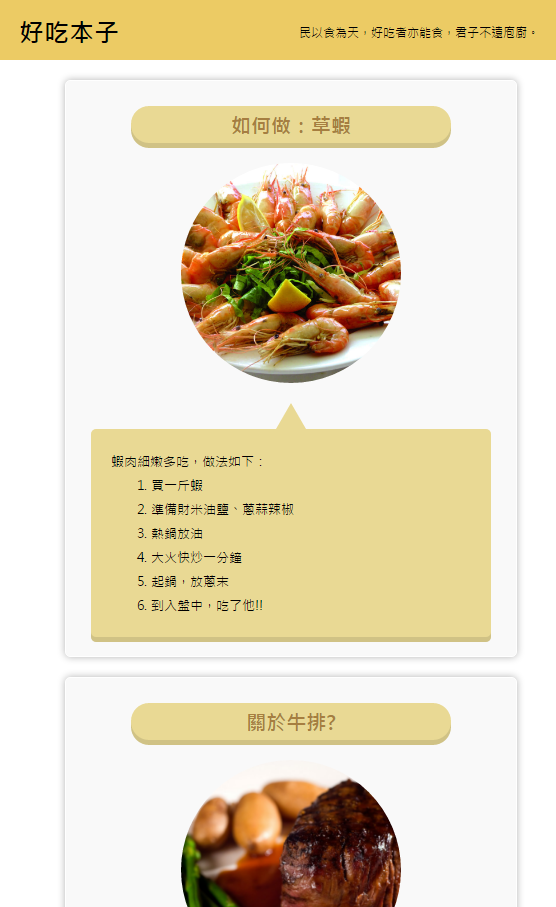 好吃本子
民以食為天,好吃者亦能食,君子不遠庖廚。
如何做:草蝦
蝦肉細嫩多吃,做法如下:
1. 買一斤蝦
2. 準備財米油鹽、蔥蒜辣椒
3. 熱鍋放油
4. 大火快炒一分鐘
5. 起鍋,放蔥末
6. 到入盤中,吃了他!!
關於牛排?